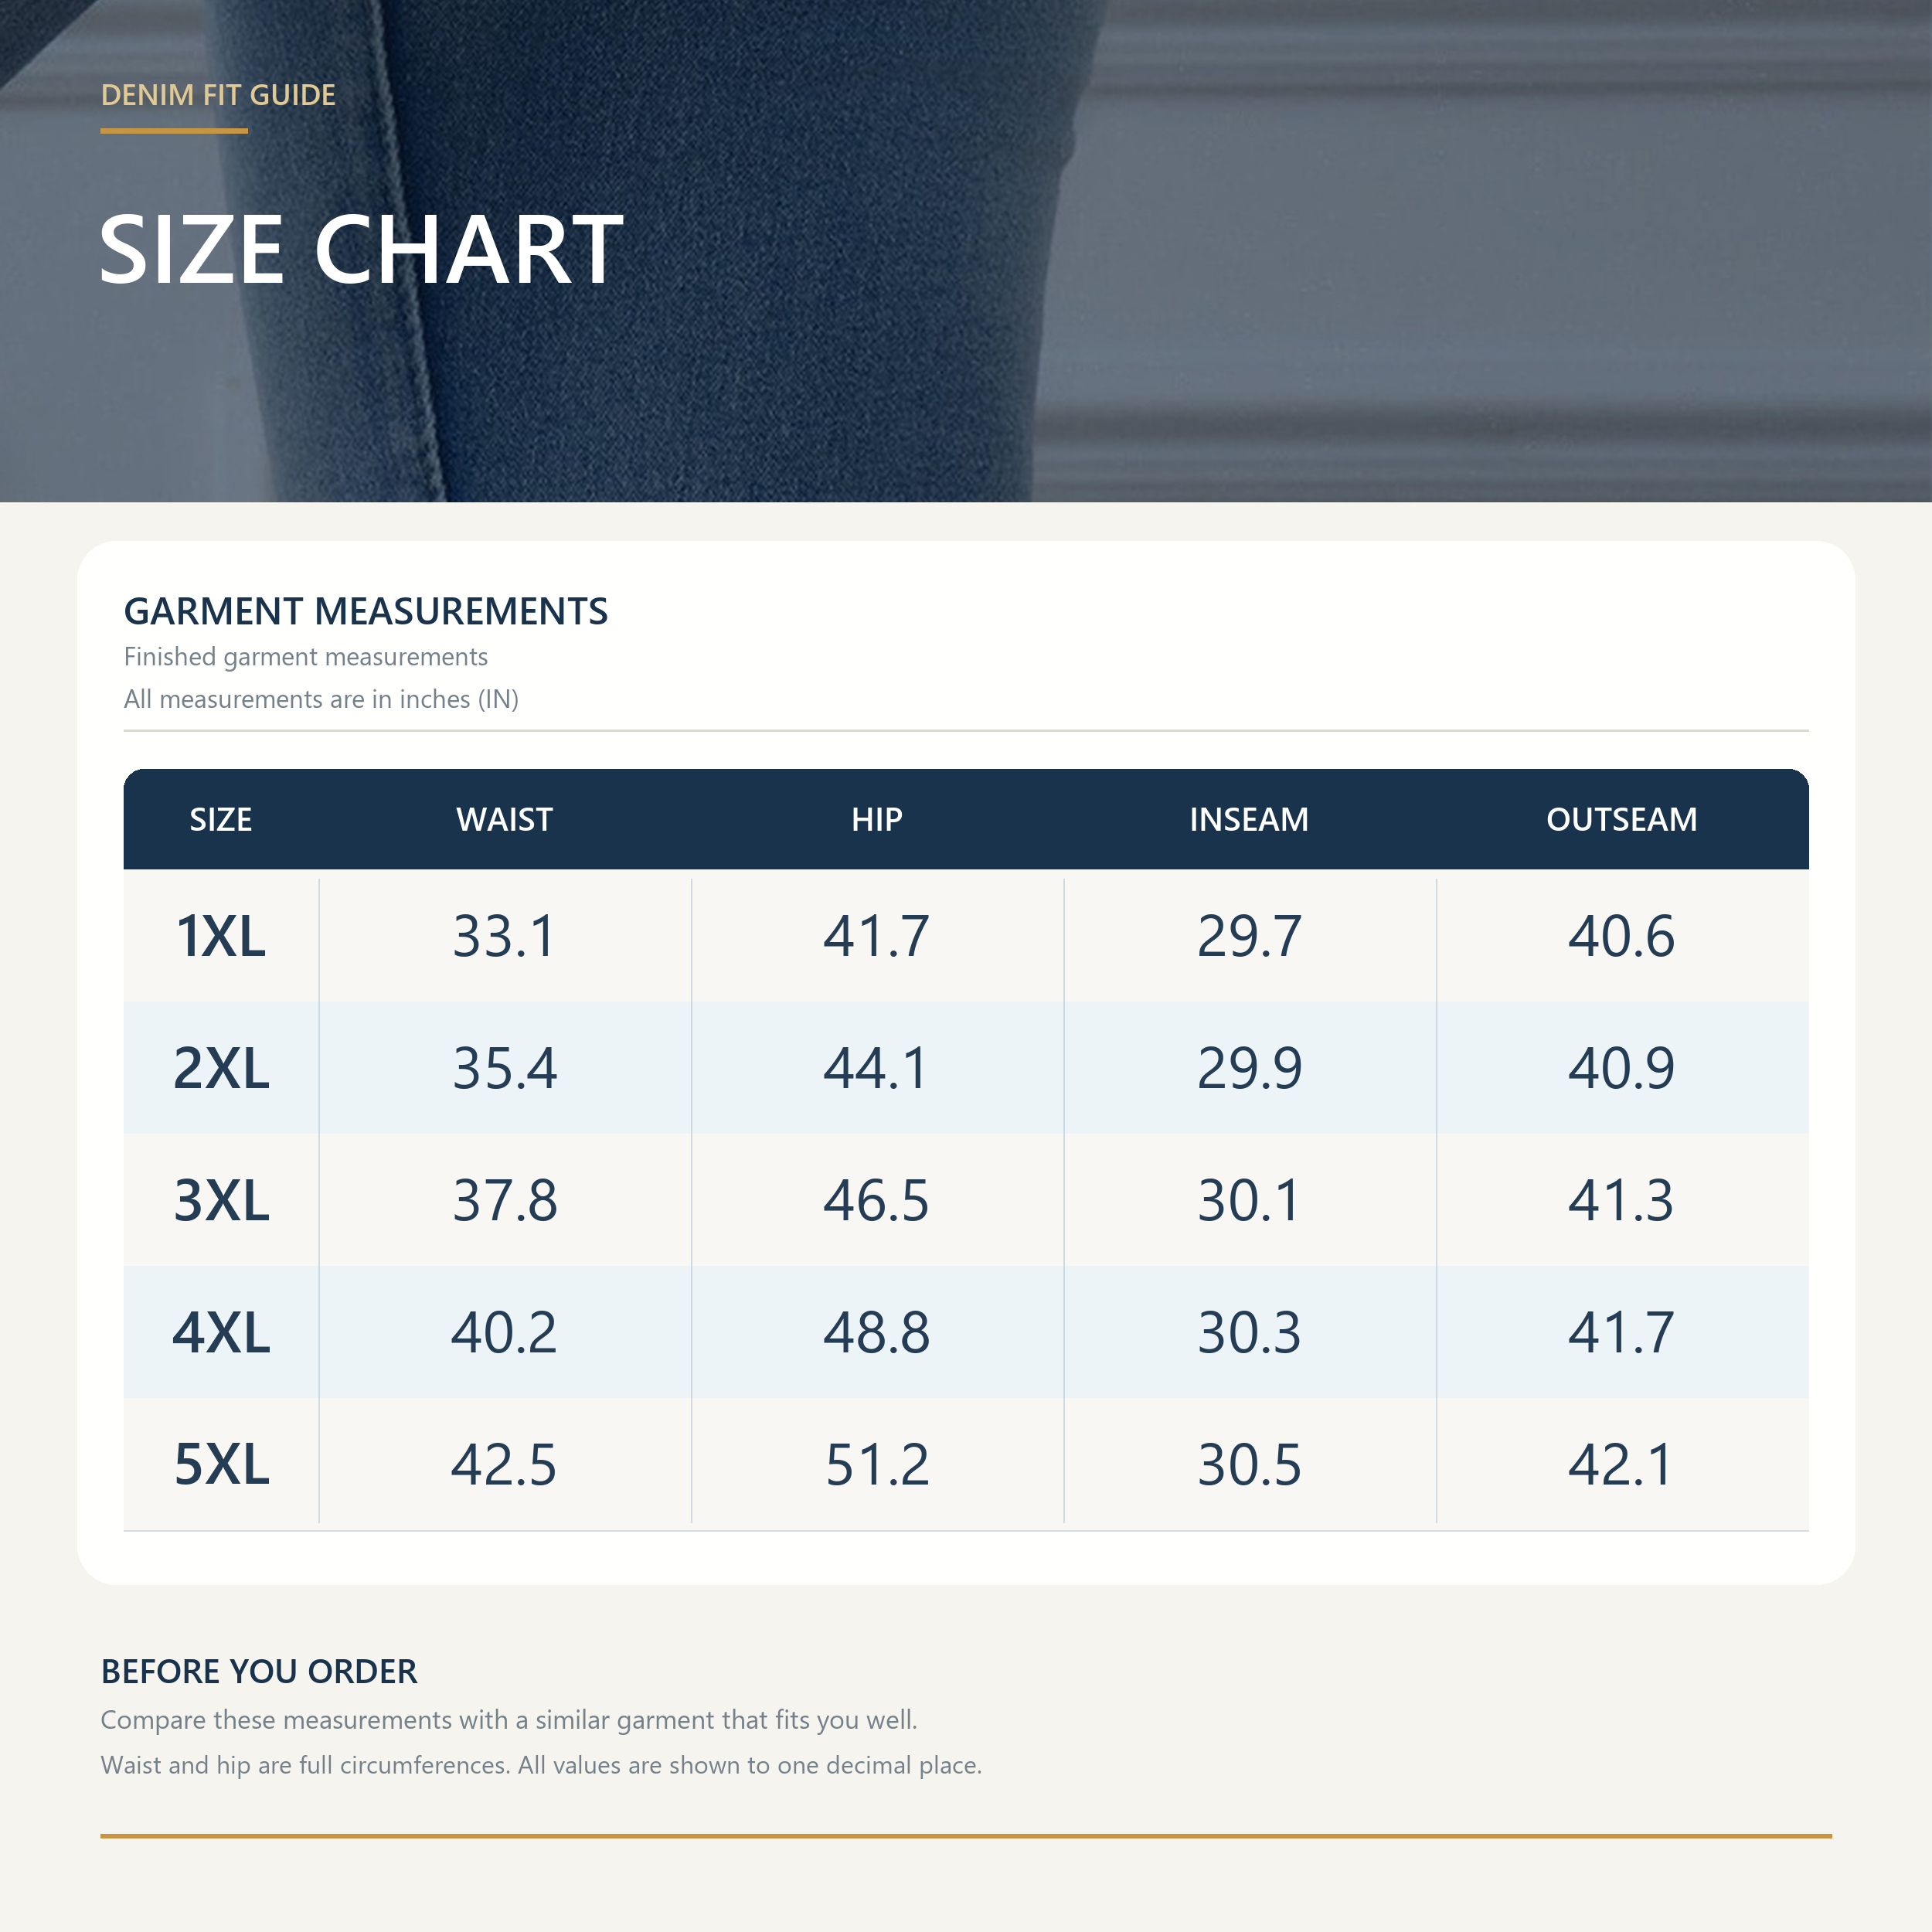 DENIM FIT GUIDE
SIZE CHART
GARMENT MEASUREMENTS
Finished garment measurements
All measurements are in inches (IN)
SIZE WAIST HIP INSEAM OUTSEAM
1XL 33.1 41.7 29.7 40.6
2XL 35.4 44.1 29.9 40.9
3XL 37.8 46.5 30.1 41.3
4XL 40.2 48.8 30.3 41.7
5XL 42.5 51.2 30.5 42.1
BEFORE YOU ORDER
Compare these measurements with a similar garment that fits you well.
Waist and hip are full circumferences. All values are shown to one decimal place.